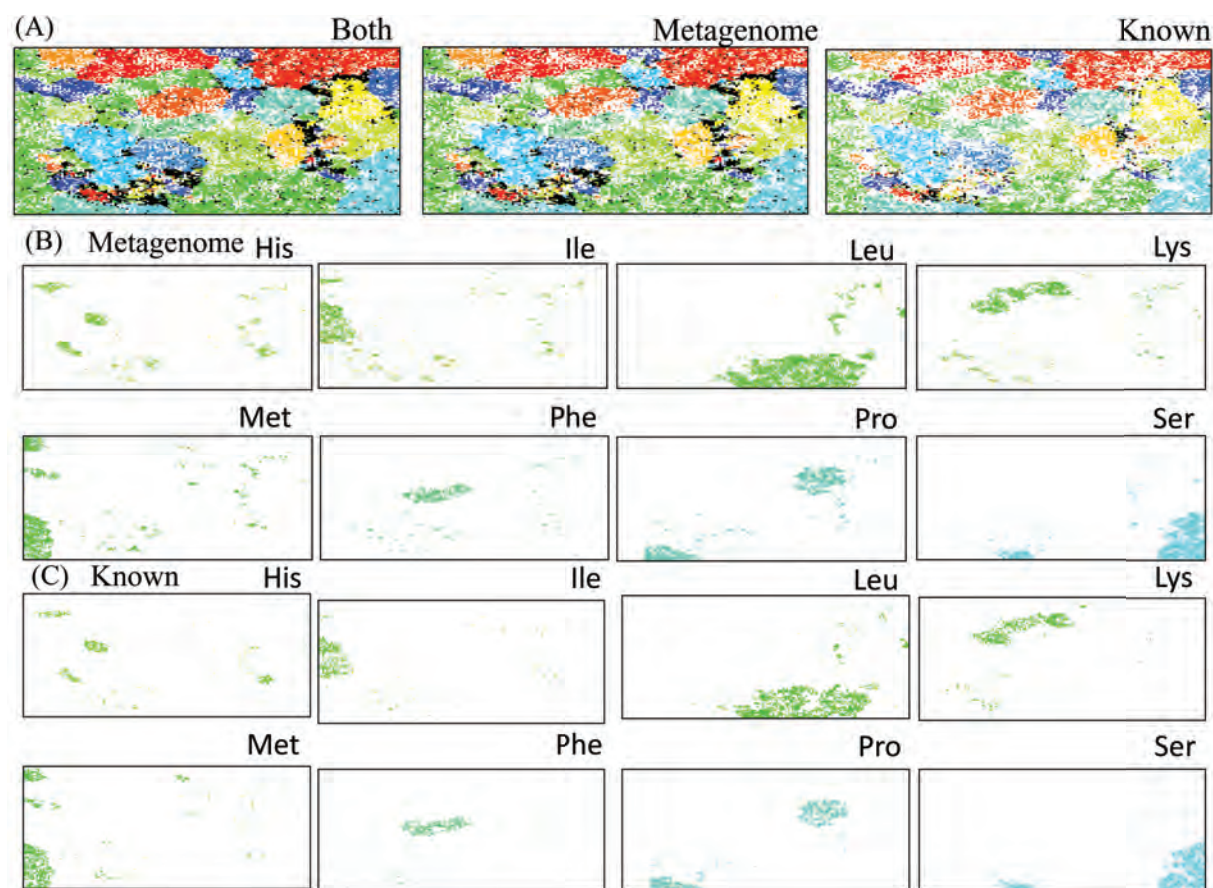 (A) Both Metagenome Known
(B) Metagenome His Ile Leu Lys
Met Phe Pro Ser
(C) Known His Ile Leu Lys
Met Phe Pro Ser